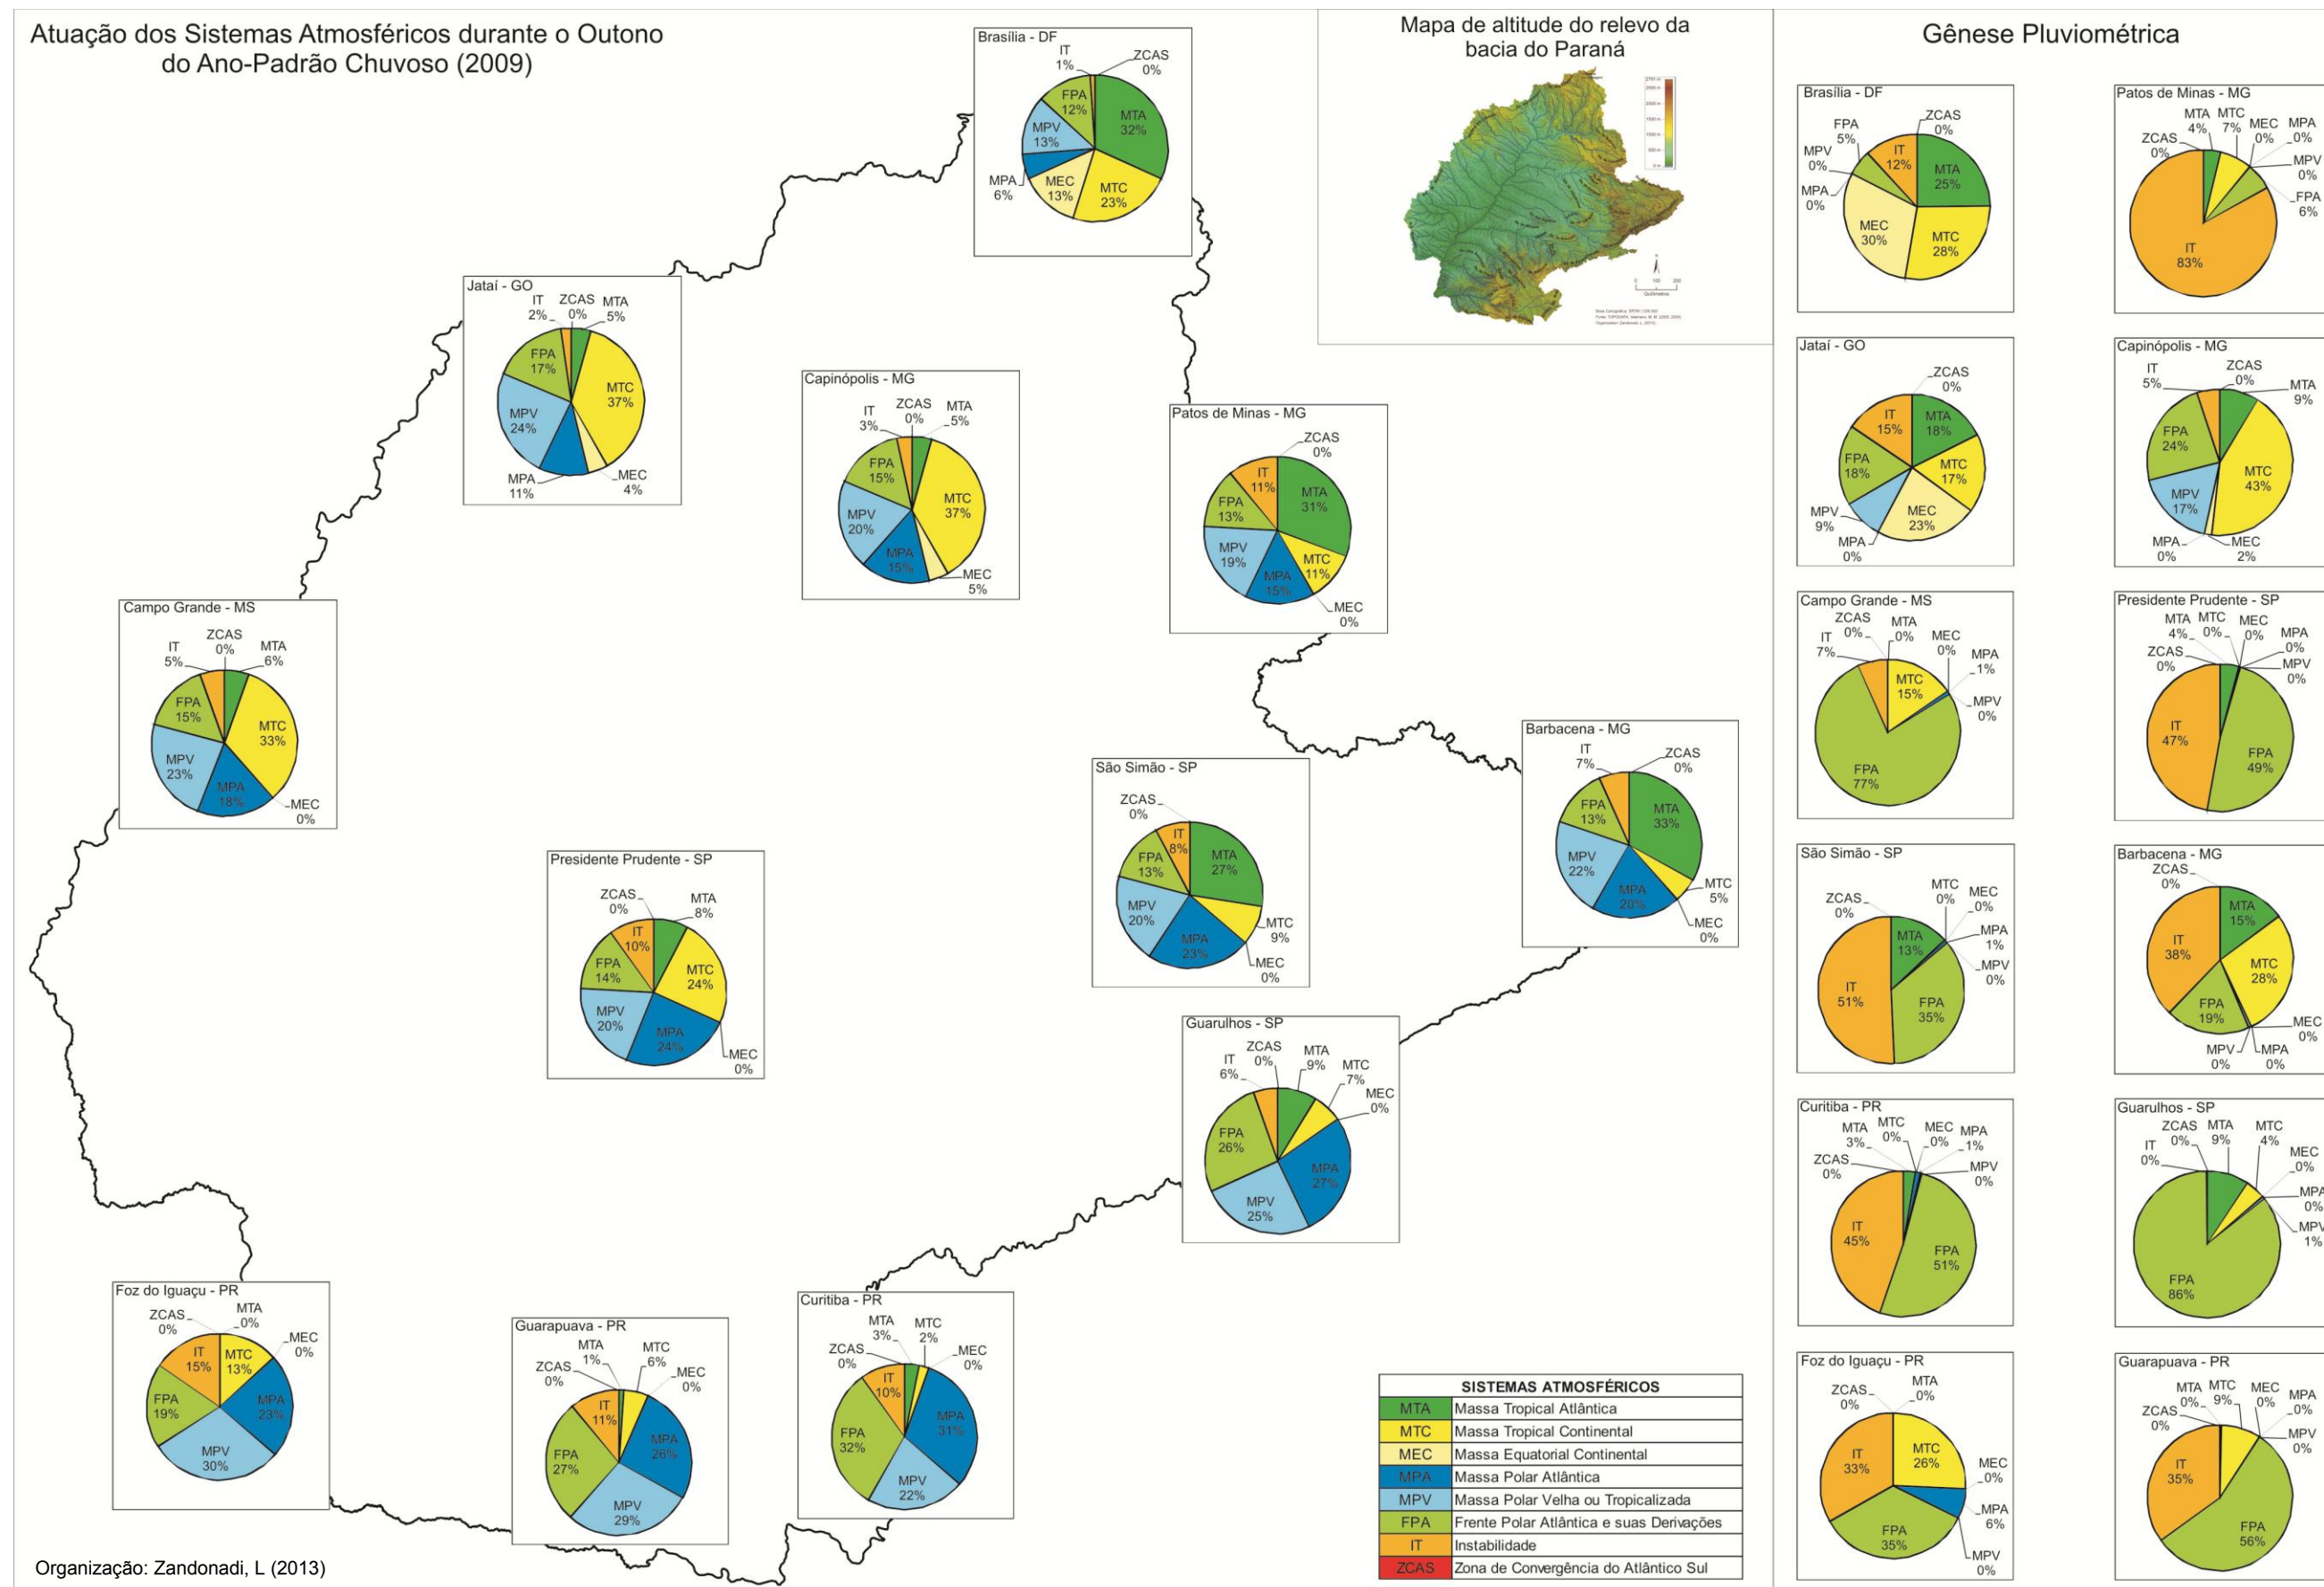 Atuação dos Sistemas Atmosféricos durante o Outono
do Ano-Padrão Chuvoso (2009)
Mapa de altitude do relevo da
bacia do Paraná
Gênese Pluviométrica
Brasília - DF
IT
1%
ZCAS
0%
MTA
32%
MTC
23%
MEC
13%
MPA
6%
MPV
13%
FPA
12%
Jataí - GO
IT
2%
ZCAS
0%
MTA
5%
MTC
37%
MEC
4%
MPA
11%
MPV
24%
FPA
17%
Capinópolis - MG
IT
3%
ZCAS
0%
MTA
5%
MTC
37%
MEC
5%
MPA
15%
MPV
20%
FPA
15%
Patos de Minas - MG
ZCAS
0%
MTA
31%
MTC
11%
MEC
0%
MPA
15%
MPV
19%
FPA
13%
IT
11%
Campo Grande - MS
IT
5%
ZCAS
0%
MTA
6%
MTC
33%
MEC
0%
MPA
18%
MPV
23%
FPA
15%
Barbacena - MG
IT
7%
ZCAS
0%
MTA
33%
MTC
5%
MEC
0%
MPA
20%
MPV
22%
FPA
13%
São Simão - SP
ZCAS
0%
MTA
27%
MTC
9%
MEC
0%
MPA
23%
MPV
20%
FPA
13%
IT
8%
Presidente Prudente - SP
ZCAS
0%
MTA
8%
MTC
24%
MEC
0%
MPA
24%
MPV
20%
FPA
14%
IT
10%
Guarulhos - SP
IT
6%
ZCAS
0%
MTA
9%
MTC
7%
MEC
0%
MPA
27%
MPV
25%
FPA
26%
Foz do Iguaçu - PR
ZCAS
0%
MTA
0%
MTC
13%
MEC
0%
MPA
23%
MPV
30%
FPA
19%
IT
15%
Guarapuava - PR
ZCAS
0%
MTA
1%
MTC
6%
MEC
0%
MPA
26%
MPV
29%
FPA
27%
IT
11%
Curitiba - PR
ZCAS
0%
MTA
3%
MTC
2%
MEC
0%
MPA
31%
MPV
22%
FPA
32%
IT
10%
SISTEMAS ATMOSFÉRICOS
MTA Massa Tropical Atlântica
MTC Massa Tropical Continental
MEC Massa Equatorial Continental
MPA Massa Polar Atlântica
MPV Massa Polar Velha ou Tropicalizada
FPA Frente Polar Atlântica e suas Derivações
IT Instabilidade
ZCAS Zona de Convergência do Atlântico Sul
Organização: Zandonadi, L (2013)
Brasília - DF
FPA
5%
MPV
0%
MPA
0%
IT
12%
ZCAS
0%
MTA
25%
MTC
28%
MEC
30%
Patos de Minas - MG
ZCAS
0%
MTA
4%
MTC
7%
MEC
0%
MPA
0%
MPV
0%
FPA
6%
IT
83%
Jataí - GO
ZCAS
0%
MTA
18%
MTC
17%
MEC
23%
MPA
0%
MPV
9%
FPA
18%
IT
15%
Capinópolis - MG
IT
5%
ZCAS
0%
MTA
9%
MTC
43%
MEC
2%
MPA
0%
MPV
17%
FPA
24%
Campo Grande - MS
IT
7%
ZCAS
0%
MTA
0%
MTC
15%
MEC
0%
MPA
1%
MPV
0%
FPA
77%
Presidente Prudente - SP
ZCAS
0%
MTA
4%
MTC
0%
MEC
0%
MPA
0%
MPV
0%
FPA
49%
IT
47%
São Simão - SP
ZCAS
0%
MTA
13%
MTC
0%
MEC
0%
MPA
1%
MPV
0%
FPA
35%
IT
51%
Barbacena - MG
ZCAS
0%
MTA
15%
MTC
28%
MEC
0%
MPA
0%
MPV
0%
FPA
19%
IT
38%
Curitiba - PR
ZCAS
0%
MTA
3%
MTC
0%
MEC
0%
MPA
1%
MPV
0%
FPA
51%
IT
45%
Guarulhos - SP
IT
0%
ZCAS
0%
MTA
9%
MTC
4%
MEC
0%
MPA
0%
MPV
1%
FPA
86%
Foz do Iguaçu - PR
ZCAS
0%
MTA
0%
MTC
26%
MEC
0%
MPA
6%
MPV
0%
FPA
35%
IT
33%
Guarapuava - PR
ZCAS
0%
MTA
0%
MTC
9%
MEC
0%
MPA
0%
MPV
0%
FPA
56%
IT
35%